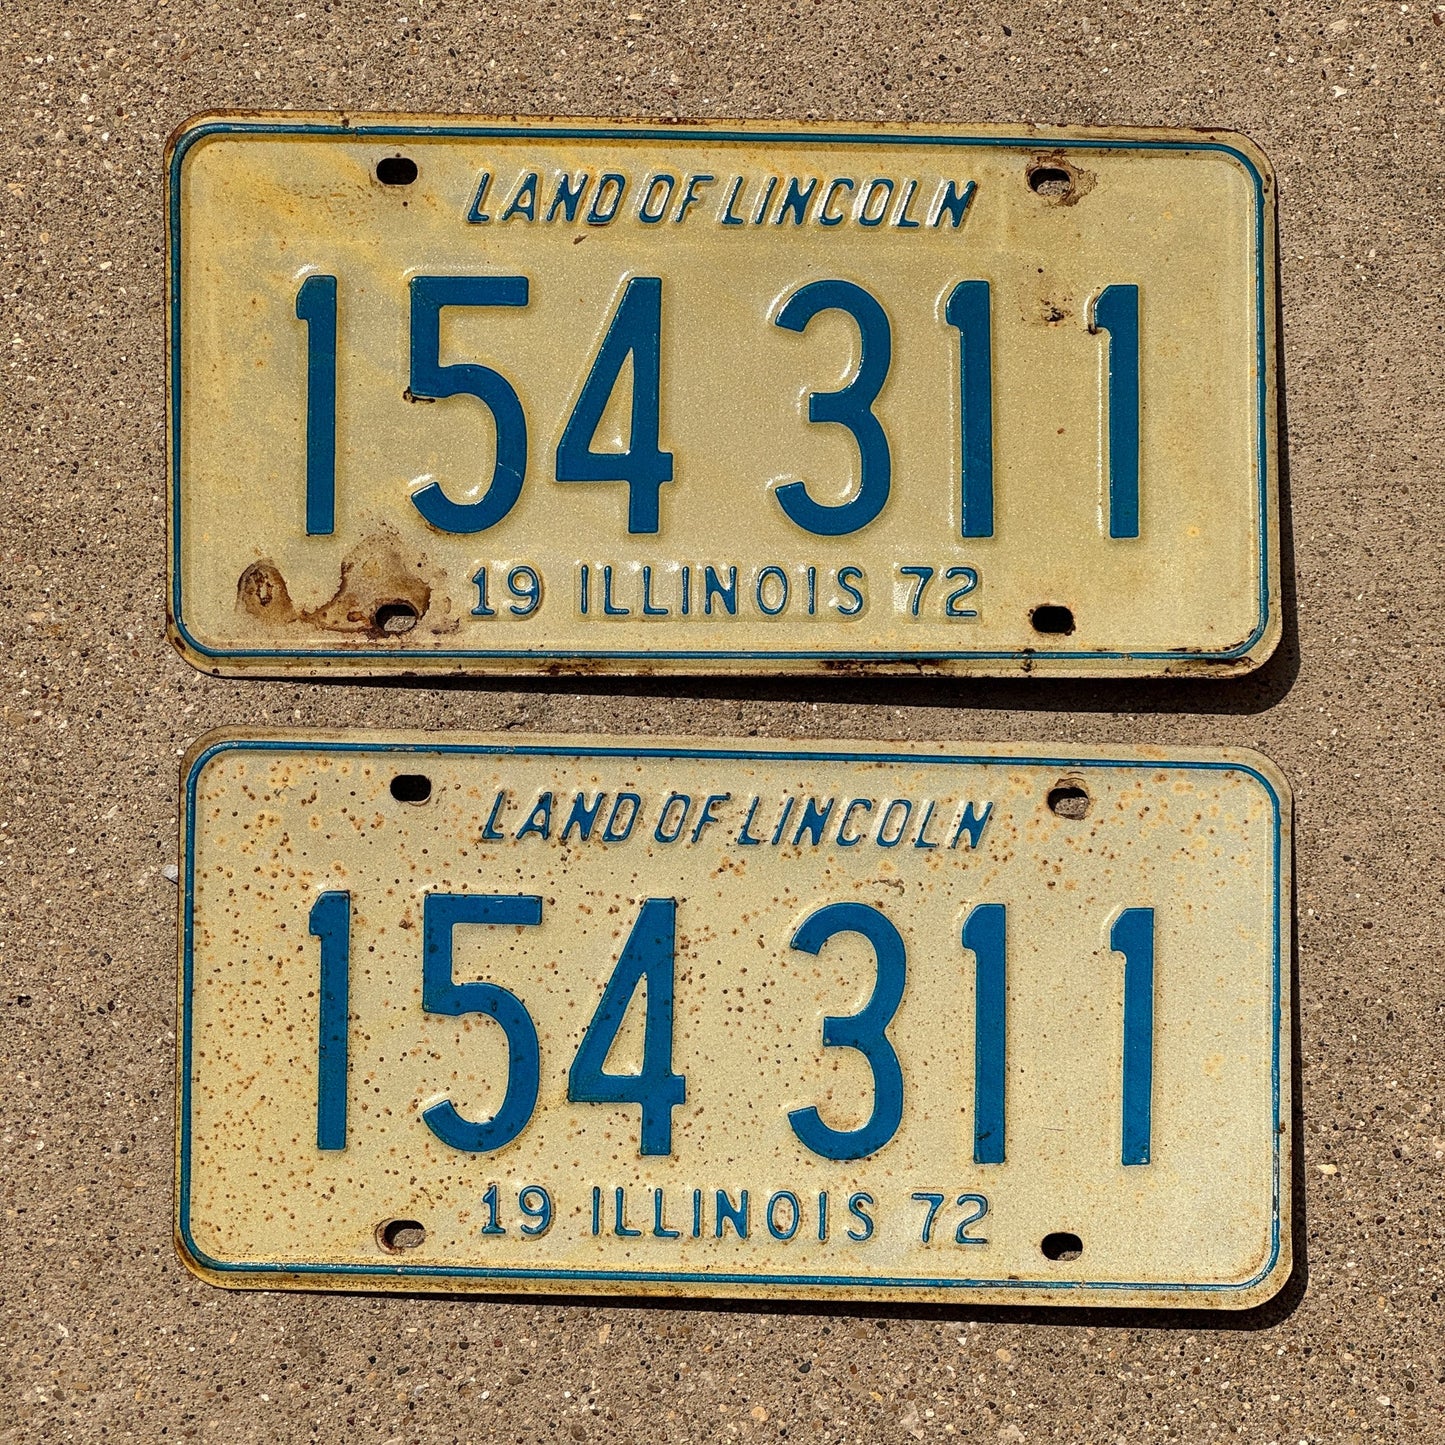 LAND OF LINCOLN
154 311
19 ILLINOIS 72
LAND OF LINCOLN
154 311
19 ILLINOIS 72